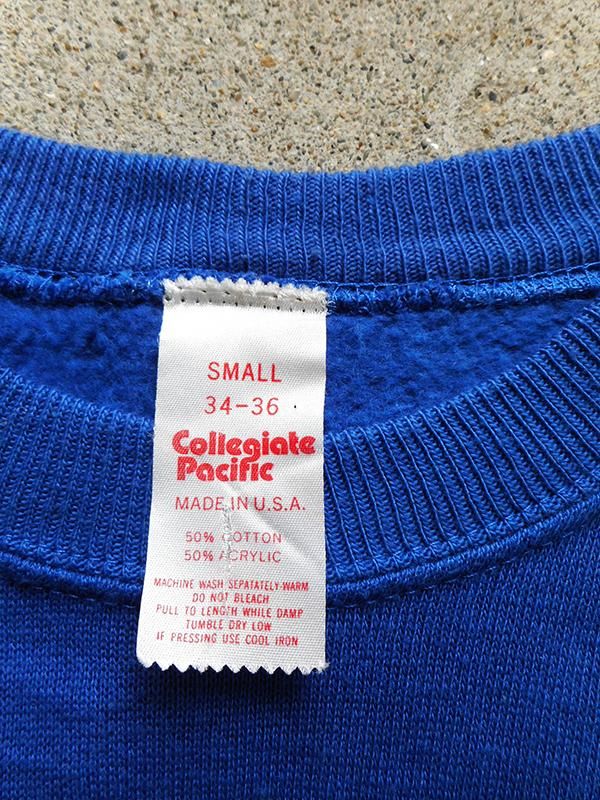 SMALL
34-36
Collegiate
Pacific
MADE IN U.S.A.
50% COTTON
50% ACRYLIC
MACHINE WASH SEPATATELY-WARM
DO NOT BLEACH
PULL TO LENGTH WHILE DAMP
TUMBLE DRY LOW
IF PRESSING USE COOL IRON